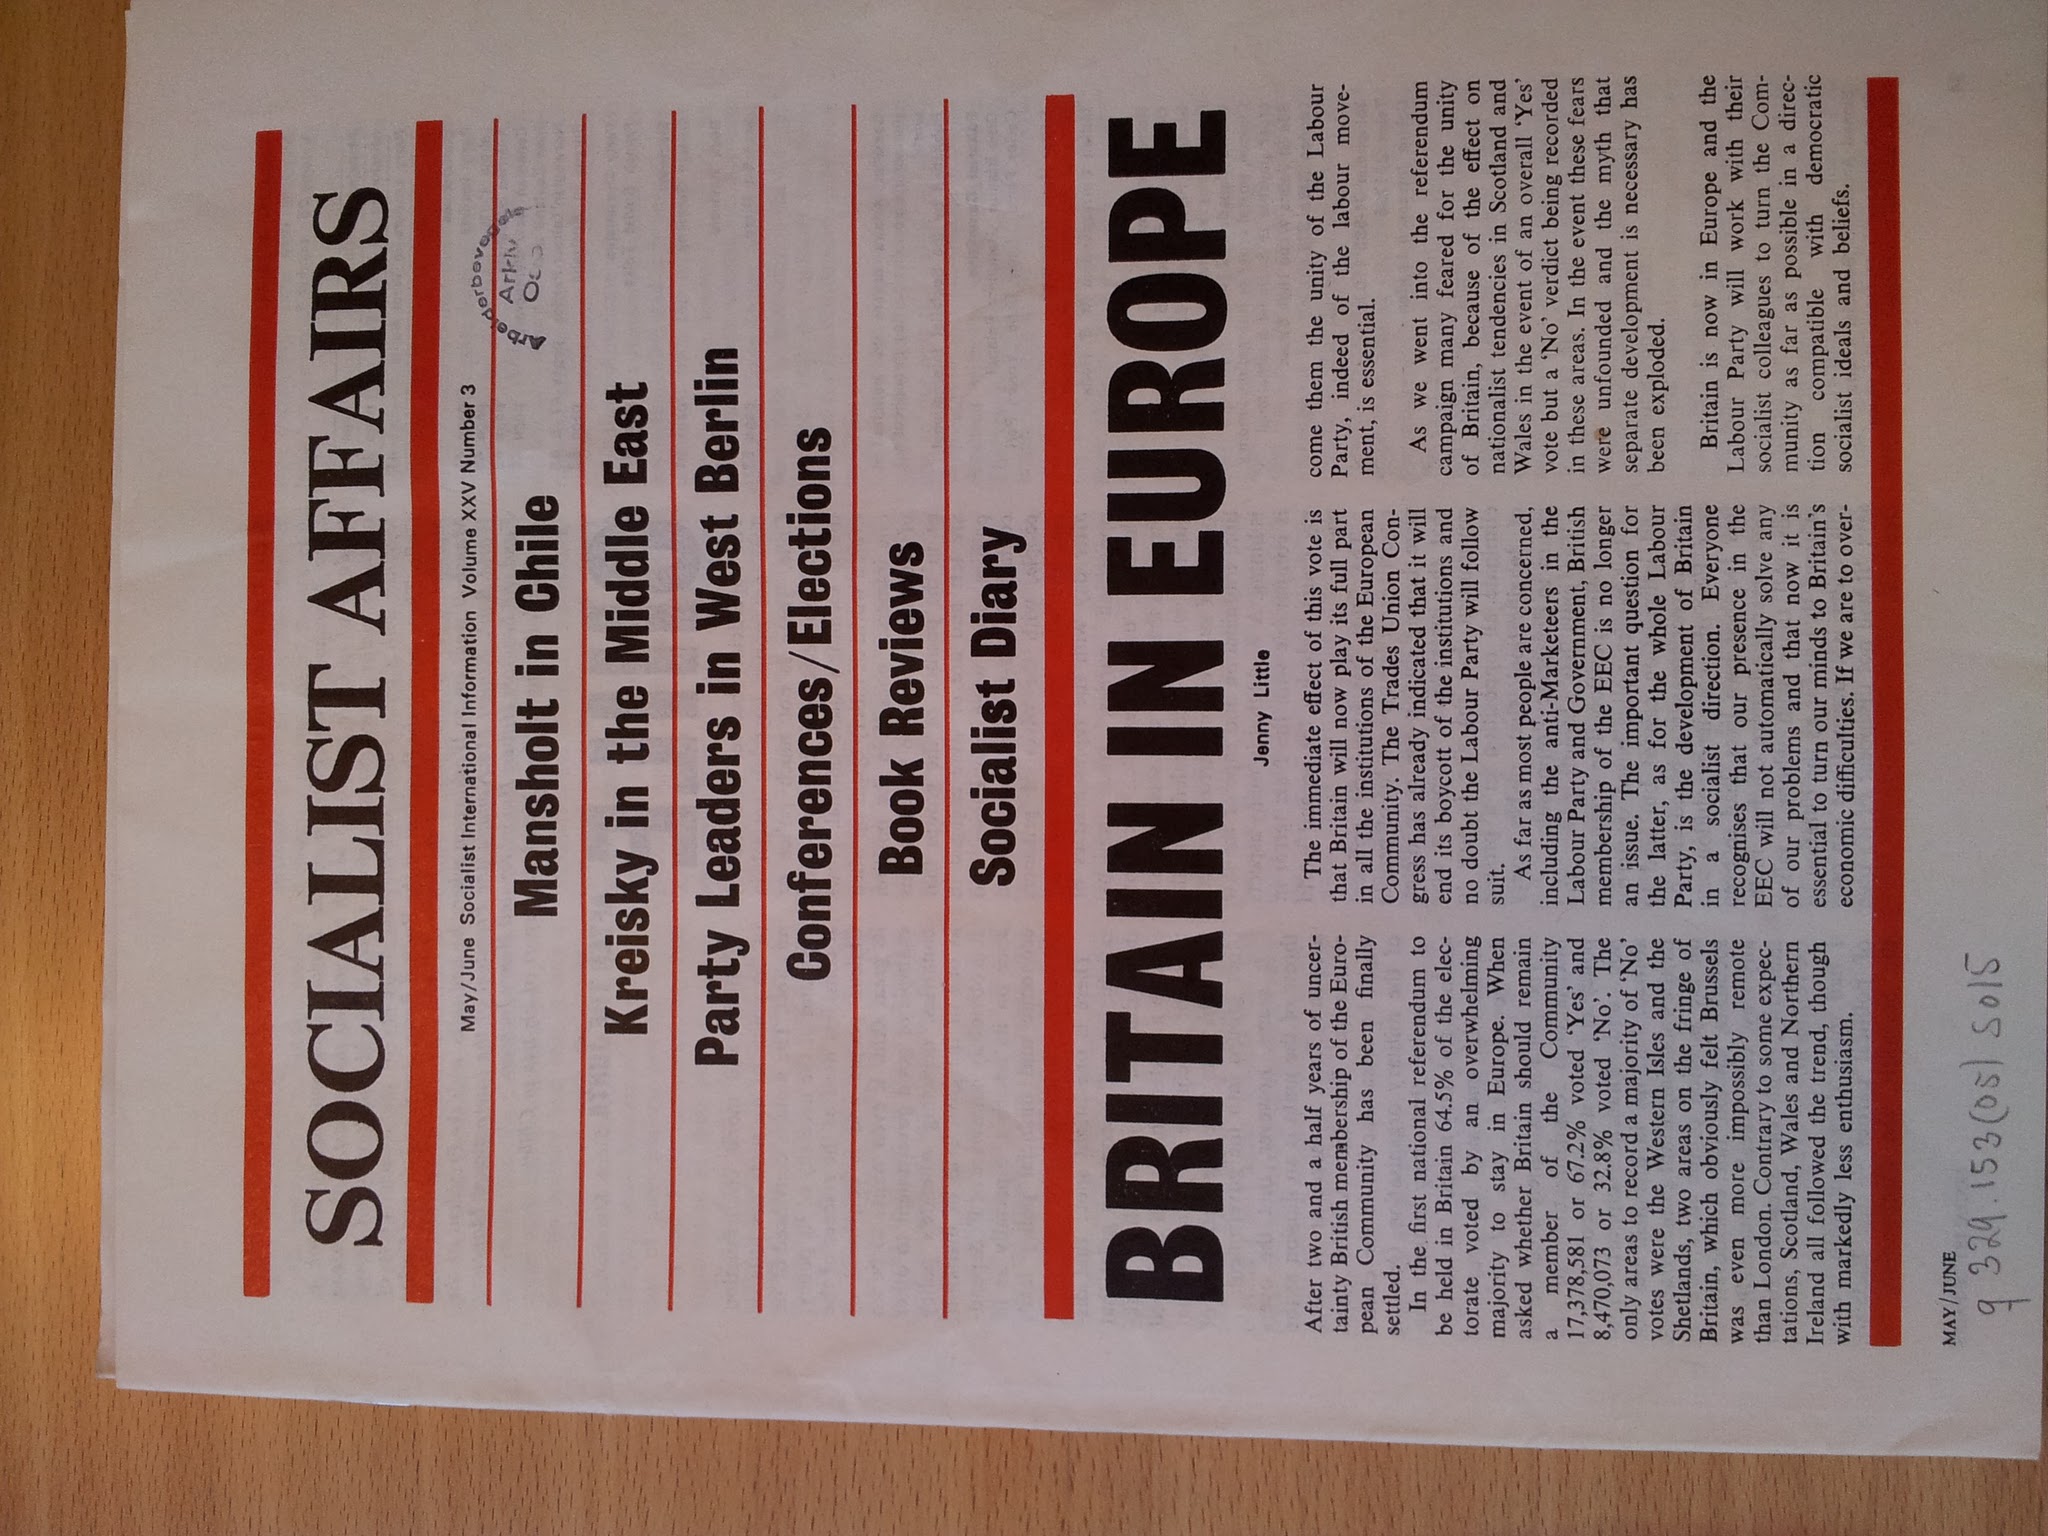 SOCIALIST AFFAIRS
May/June Socialist International Information Volume XXV Number 3
Mansholt in Chile
Kreisky in the Middle East
Party Leaders in West Berlin
Conferences/Elections
Book Reviews
Socialist Diary
BRITAIN IN EUROPE
Jenny Little
After two and a half years of uncer-
tainty British membership of the Euro-
pean Community has been finally
settled.
In the first national referendum to
be held in Britain 64.5% of the elec-
torate voted by an overwhelming
majority to stay in Europe. When
asked whether Britain should remain
a member of the Community
17,378,581 or 67.2% voted ‘Yes’ and
8,470,073 or 32.8% voted ‘No’. The
only areas to record a majority of ‘No’
votes were the Western Isles and the
Shetlands, two areas on the fringe of
Britain, which obviously felt Brussels
was even more impossibly remote
than London. Contrary to some expec-
tations, Scotland, Wales and Northern
Ireland all followed the trend, though
with markedly less enthusiasm.
The immediate effect of this vote is
that Britain will now play its full part
in all the institutions of the European
Community. The Trades Union Con-
gress has already indicated that it will
end its boycott of the institutions and
no doubt the Labour Party will follow
suit.
As far as most people are concerned,
including the anti-Marketeers in the
Labour Party and Government, British
membership of the EEC is no longer
an issue. The important question for
the latter, as for the whole Labour
Party, is the development of Britain
in a socialist direction. Everyone
recognises that our presence in the
EEC will not automatically solve any
of our problems and that now it is
essential to turn our minds to Britain’s
economic difficulties. If we are to over-
come them the unity of the Labour
Party, indeed of the labour move-
ment, is essential.
As we went into the referendum
campaign many feared for the unity
of Britain, because of the effect on
nationalist tendencies in Scotland and
Wales in the event of an overall ‘Yes’
vote but a ‘No’ verdict being recorded
in these areas. In the event these fears
were unfounded and the myth that
separate development is necessary has
been exploded.
Britain is now in Europe and the
Labour Party will work with their
socialist colleagues to turn the Com-
munity as far as possible in a direc-
tion compatible with democratic
socialist ideals and beliefs.
MAY/JUNE
329.153(05) So15